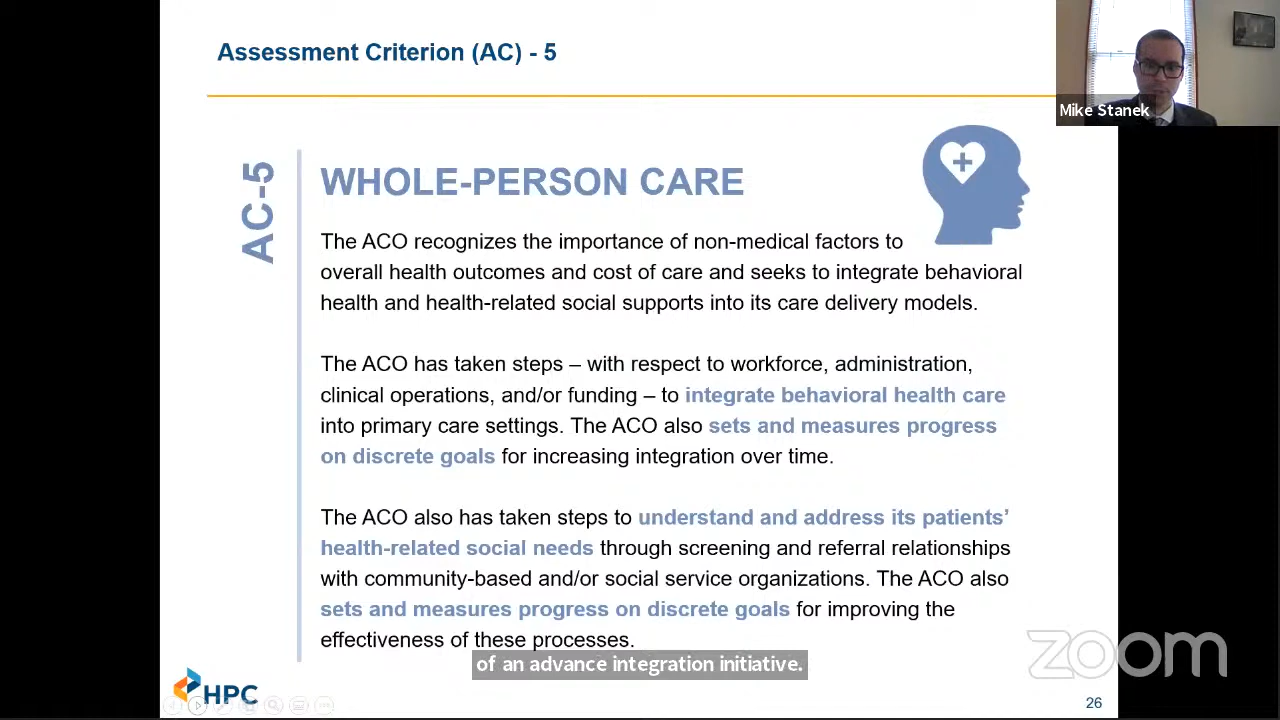 Assessment Criterion (AC) - 5
Mike Stanek
AC-5
WHOLE-PERSON CARE
The ACO recognizes the importance of non-medical factors to
overall health outcomes and cost of care and seeks to integrate behavioral
health and health-related social supports into its care delivery models.
The ACO has taken steps – with respect to workforce, administration,
clinical operations, and/or funding – to integrate behavioral health care
into primary care settings. The ACO also sets and measures progress
on discrete goals for increasing integration over time.
The ACO also has taken steps to understand and address its patients’
health-related social needs through screening and referral relationships
with community-based and/or social service organizations. The ACO also
sets and measures progress on discrete goals for improving the
effectiveness of these processes.
of an advance integration initiative.
zoom
HPC
26